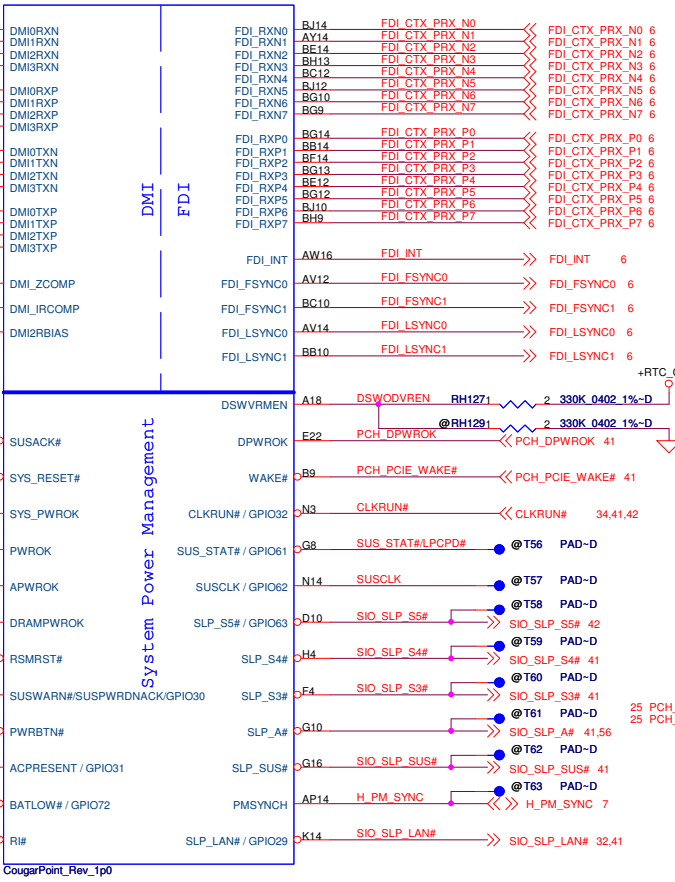 DMI0RXN FDI_RXN0 BJ14 FDI_CTX_PRX_N0 FDI_CTX_PRX_N0 6
DMI1RXN FDI_RXN1 AY14 FDI_CTX_PRX_N1 FDI_CTX_PRX_N1 6
DMI2RXN FDI_RXN2 BE14 FDI_CTX_PRX_N2 FDI_CTX_PRX_N2 6
DMI3RXN FDI_RXN3 BH13 FDI_CTX_PRX_N3 FDI_CTX_PRX_N3 6
FDI_RXN4 BC12 FDI_CTX_PRX_N4 FDI_CTX_PRX_N4 6
DMI0RXP FDI_RXN5 BJ12 FDI_CTX_PRX_N5 FDI_CTX_PRX_N5 6
DMI1RXP FDI_RXN6 BG10 FDI_CTX_PRX_N6 FDI_CTX_PRX_N6 6
DMI2RXP FDI_RXN7 BG9 FDI_CTX_PRX_N7 FDI_CTX_PRX_N7 6
DMI3RXP
FDI_RXP0 BG14 FDI_CTX_PRX_P0 FDI_CTX_PRX_P0 6
DMI0TXN FDI_RXP1 BB14 FDI_CTX_PRX_P1 FDI_CTX_PRX_P1 6
DMI1TXN FDI_RXP2 BF14 FDI_CTX_PRX_P2 FDI_CTX_PRX_P2 6
DMI2TXN FDI_RXP3 BG13 FDI_CTX_PRX_P3 FDI_CTX_PRX_P3 6
DMI3TXN FDI_RXP4 BE12 FDI_CTX_PRX_P4 FDI_CTX_PRX_P4 6
FDI_RXP5 BG12 FDI_CTX_PRX_P5 FDI_CTX_PRX_P5 6
DMI0TXP FDI_RXP6 BJ10 FDI_CTX_PRX_P6 FDI_CTX_PRX_P6 6
DMI1TXP FDI_RXP7 BH9 FDI_CTX_PRX_P7 FDI_CTX_PRX_P7 6
DMI2TXP
DMI3TXP
DMI
FDI
FDI_INT AW16 FDI_INT FDI_INT 6
DMI_ZCOMP FDI_FSYNC0 AV12 FDI_FSYNC0 FDI_FSYNC0 6
DMI_IRCOMP FDI_FSYNC1 BC10 FDI_FSYNC1 FDI_FSYNC1 6
DMI2RBIAS FDI_LSYNC0 AV14 FDI_LSYNC0 FDI_LSYNC0 6
FDI_LSYNC1 BB10 FDI_LSYNC1 FDI_LSYNC1 6
System Power Management
DSWVRMEN A18 DSWODVREN RH127 1 2 330K_0402_1%~D
@RH129 1 2 330K_0402_1%~D
SUSACK# DPWROK E22 PCH_DPWROK PCH_DPWROK 41
SYS_RESET# WAKE# B9 PCH_PCIE_WAKE# PCH_PCIE_WAKE# 41
SYS_PWROK CLKRUN# / GPIO32 N3 CLKRUN# CLKRUN# 34,41,42
PWROK SUS_STAT# / GPIO61 G8 SUS_STAT#/LPCPD# @T56 PAD~D
APWROK SUSCLK / GPIO62 N14 SUSCLK @T57 PAD~D
@T58 PAD~D
DRAMPWROK SLP_S5# / GPIO63 D10 SIO_SLP_S5# SIO_SLP_S5# 42
@T59 PAD~D
RSMRST# SLP_S4# H4 SIO_SLP_S4# SIO_SLP_S4# 41
@T60 PAD~D
SUSWARN#/SUSPWRDNACK/GPIO30 SLP_S3# F4 SIO_SLP_S3# SIO_SLP_S3# 41
@T61 PAD~D
PWRBTN# SLP_A# G10 SIO_SLP_A# 41,56
25 PCH_
25 PCH_
@T62 PAD~D
ACPRESENT / GPIO31 SLP_SUS# G16 SIO_SLP_SUS# SIO_SLP_SUS# 41
@T63 PAD~D
BATLOW# / GPIO72 PMSYNCH AP14 H_PM_SYNC H_PM_SYNC 7
RI# SLP_LAN# / GPIO29 K14 SIO_SLP_LAN# SIO_SLP_LAN# 32,41
CougarPoint_Rev_1p0